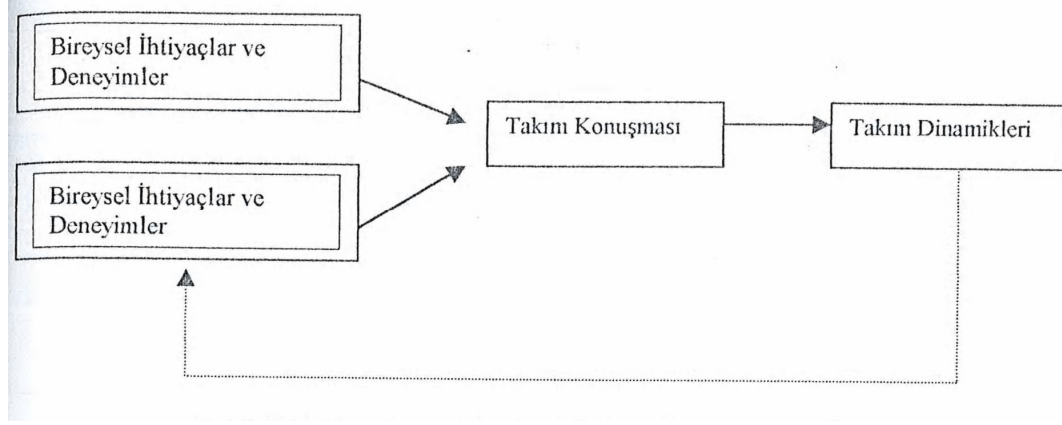 Bireysel İhtiyaçlar ve
Deneyimler
Takım Konuşması
Takım Dinamikleri
Bireysel İhtiyaçlar ve
Deneyimler